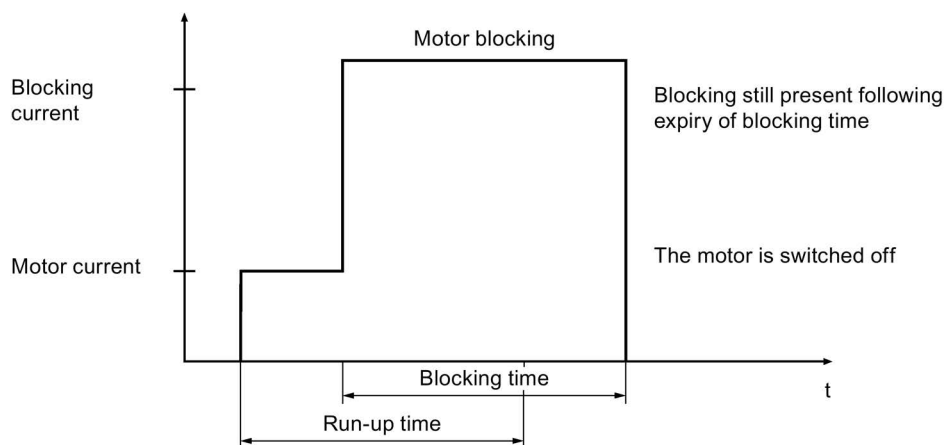 Motor blocking
Blocking
current
Blocking still present following
expiry of blocking time
Motor current
The motor is switched off
Blocking time
t
Run-up time